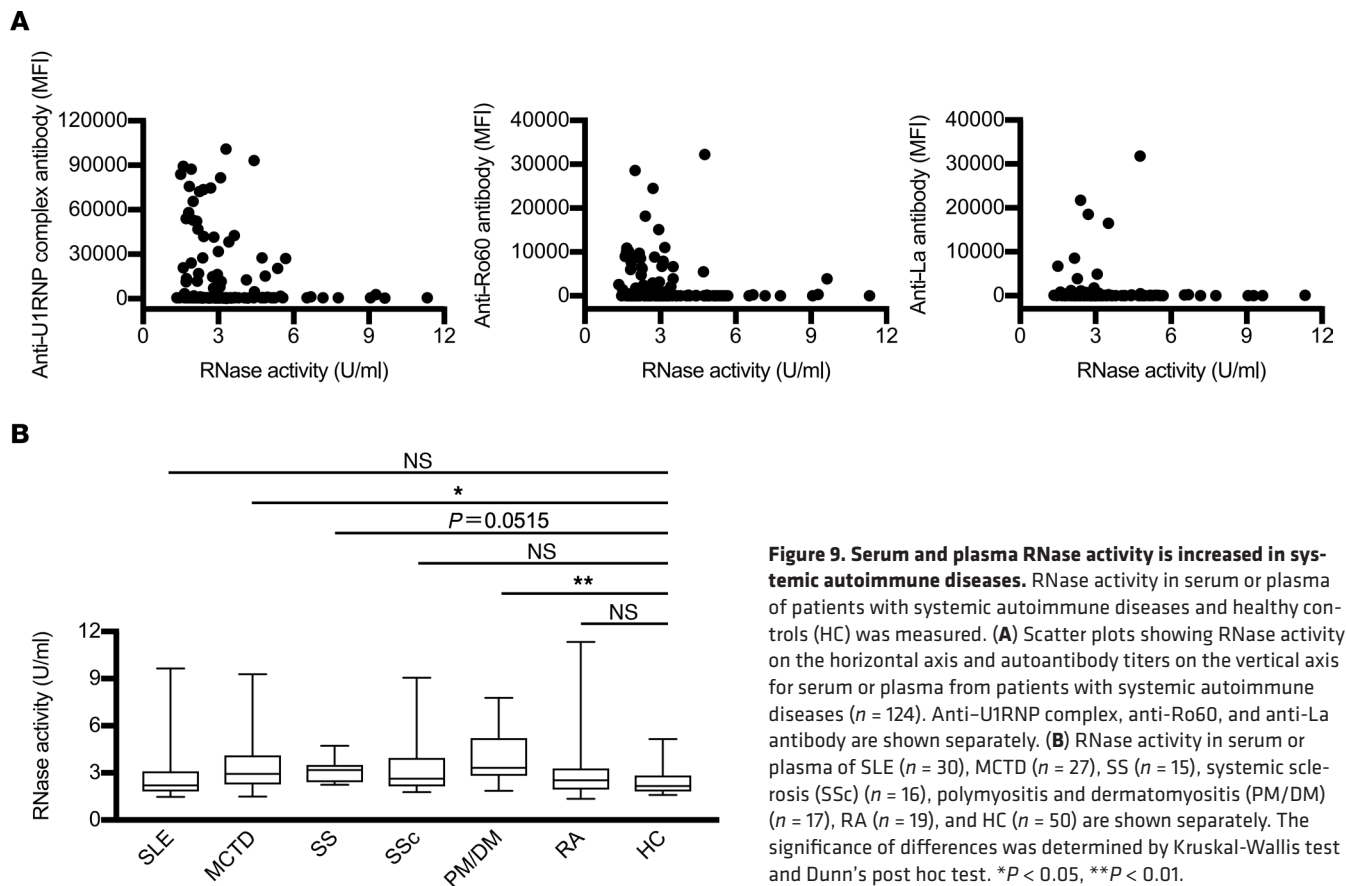 A
Anti-U1RNP complex antibody (MFI)
120000
90000
60000
30000
0
0 3 6 9 12
RNase activity (U/ml)
Anti-Ro60 antibody (MFI)
40000
30000
20000
10000
0
0 3 6 9 12
RNase activity (U/ml)
Anti-La antibody (MFI)
40000
30000
20000
10000
0
0 3 6 9 12
RNase activity (U/ml)
B
NS
*
P=0.0515
NS
**
NS
RNase activity (U/ml)
12
9
6
3
0
SLE MCTD SS SSc PM/DM RA HC
Figure 9. Serum and plasma RNase activity is increased in sys-
temic autoimmune diseases. RNase activity in serum or plasma
of patients with systemic autoimmune diseases and healthy con-
trols (HC) was measured. (A) Scatter plots showing RNase activity
on the horizontal axis and autoantibody titers on the vertical axis
for serum or plasma from patients with systemic autoimmune
diseases (n = 124). Anti–U1RNP complex, anti-Ro60, and anti-La
antibody are shown separately. (B) RNase activity in serum or
plasma of SLE (n = 30), MCTD (n = 27), SS (n = 15), systemic scle-
rosis (SSc) (n = 16), polymyositis and dermatomyositis (PM/DM)
(n = 17), RA (n = 19), and HC (n = 50) are shown separately. The
significance of differences was determined by Kruskal-Wallis test
and Dunn's post hoc test. *P < 0.05, **P < 0.01.